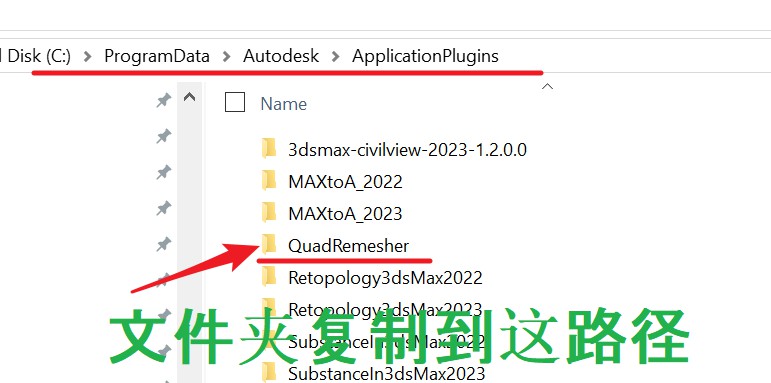 l Disk (C:) > ProgramData > Autodesk > ApplicationPlugins
Name
3dsmax-civilview-2023-1.2.0.0
MAXtoA_2022
MAXtoA_2023
QuadRemesher
Retopology3dsMax2022
Retopology3dsMax2023
文件夹复制到这路径
SubstanceIn3dsMax2022
SubstanceIn3dsMax2023